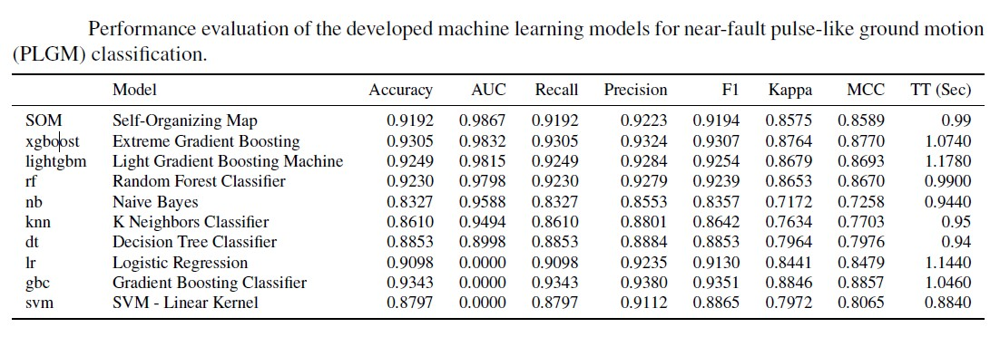 Performance evaluation of the developed machine learning models for near-fault pulse-like ground motion
(PLGM) classification.
Model Accuracy AUC Recall Precision F1 Kappa MCC TT (Sec)
SOM Self-Organizing Map 0.9192 0.9867 0.9192 0.9223 0.9194 0.8575 0.8589 0.99
xgboost Extreme Gradient Boosting 0.9305 0.9832 0.9305 0.9324 0.9307 0.8764 0.8770 1.0740
lightgbm Light Gradient Boosting Machine 0.9249 0.9815 0.9249 0.9284 0.9254 0.8679 0.8693 1.1780
rf Random Forest Classifier 0.9230 0.9798 0.9230 0.9279 0.9239 0.8653 0.8670 0.9900
nb Naive Bayes 0.8327 0.9588 0.8327 0.8553 0.8357 0.7172 0.7258 0.9440
knn K Neighbors Classifier 0.8610 0.9494 0.8610 0.8801 0.8642 0.7634 0.7703 0.95
dt Decision Tree Classifier 0.8853 0.8998 0.8853 0.8884 0.8853 0.7964 0.7976 0.94
lr Logistic Regression 0.9098 0.0000 0.9098 0.9235 0.9130 0.8441 0.8479 1.1440
gbc Gradient Boosting Classifier 0.9343 0.0000 0.9343 0.9380 0.9351 0.8846 0.8857 1.0460
svm SVM - Linear Kernel 0.8797 0.0000 0.8797 0.9112 0.8865 0.7972 0.8065 0.8840